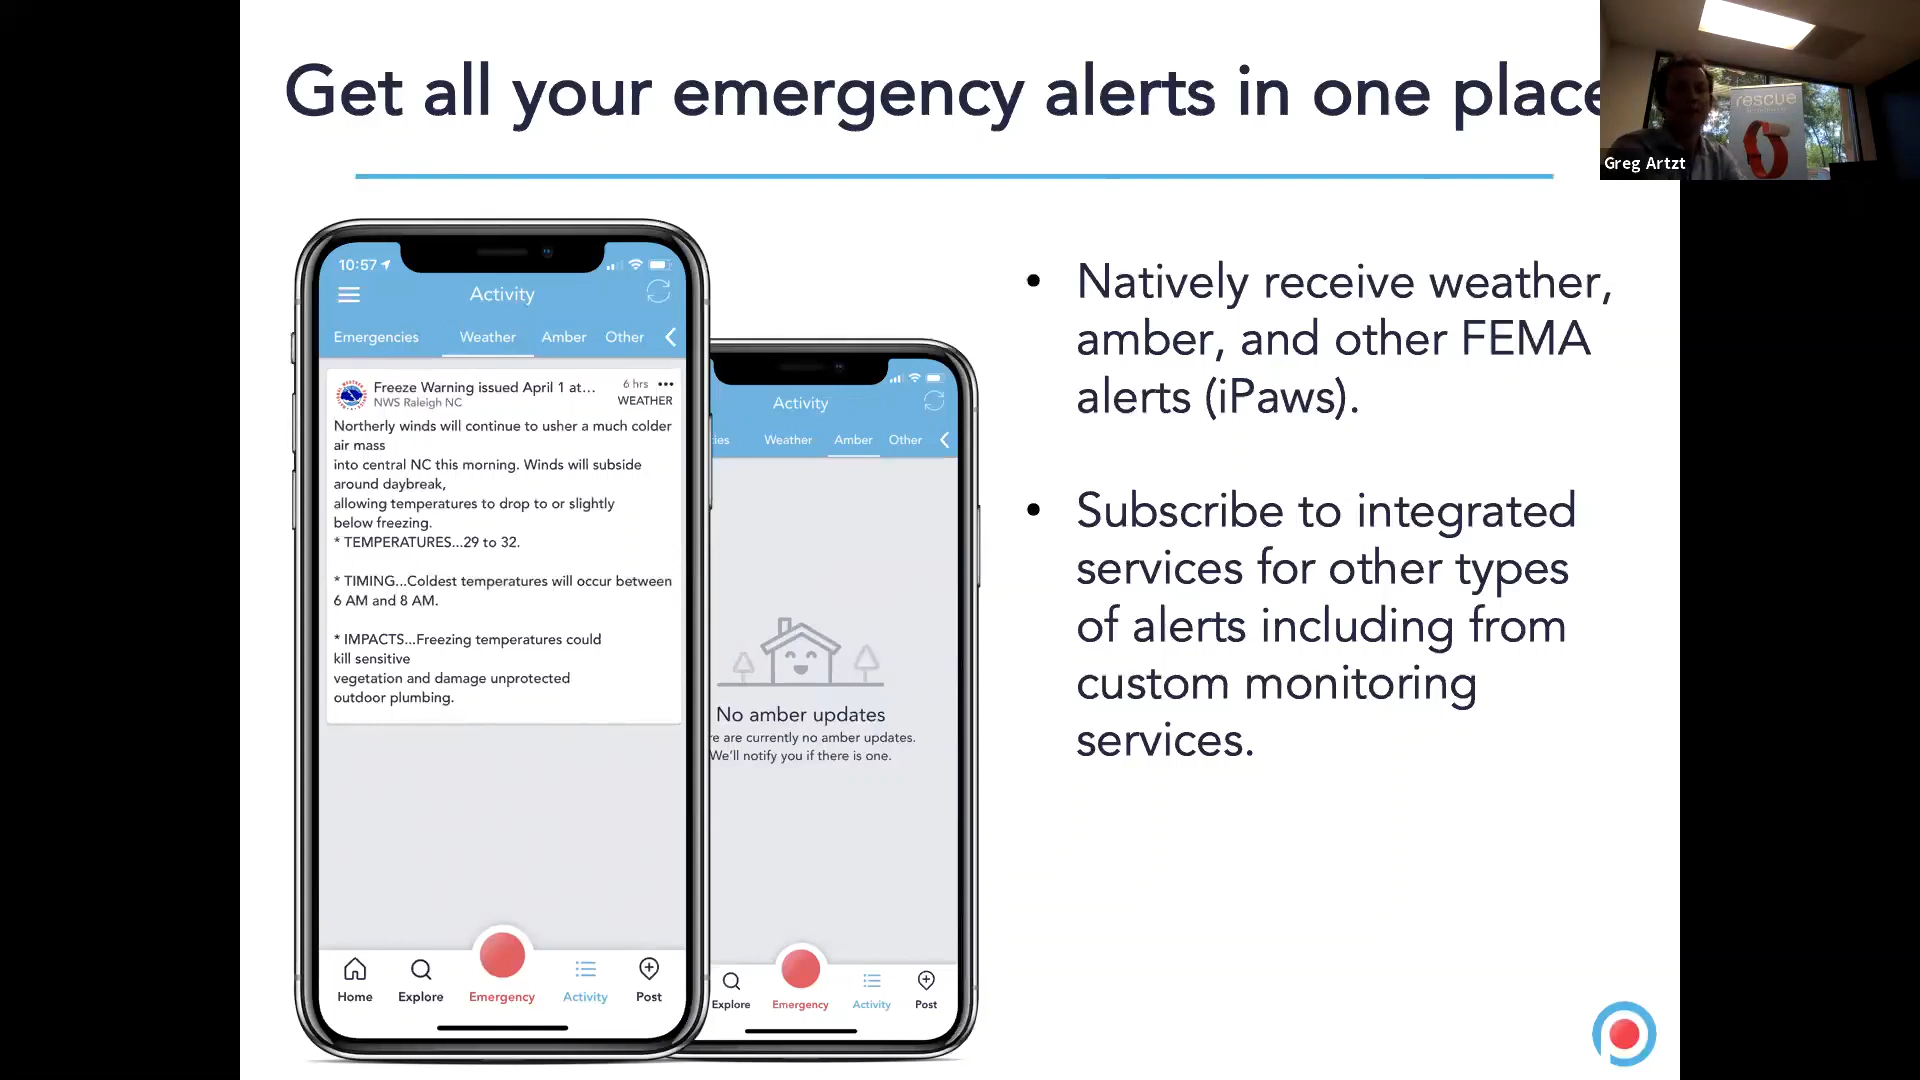 Get all your emergency alerts in one place
rescue
Greg Artzt
10:57
Activity
Emergencies Weather Amber Other
Freeze Warning issued April 1 at...
6 hrs
NWS Raleigh NC
WEATHER
Northerly winds will continue to usher a much colder
air mass
into central NC this morning. Winds will subside
around daybreak,
allowing temperatures to drop to or slightly
below freezing.
* TEMPERATURES...29 to 32.
* TIMING...Coldest temperatures will occur between
6 AM and 8 AM.
* IMPACTS...Freezing temperatures could
kill sensitive
vegetation and damage unprotected
outdoor plumbing.
Home Explore Emergency Activity Post
Activity
ies Weather Amber Other
No amber updates
re are currently no amber updates.
We'll notify you if there is one.
Explore Emergency Activity Post
• Natively receive weather,
amber, and other FEMA
alerts (iPaws).
• Subscribe to integrated
services for other types
of alerts including from
custom monitoring
services.